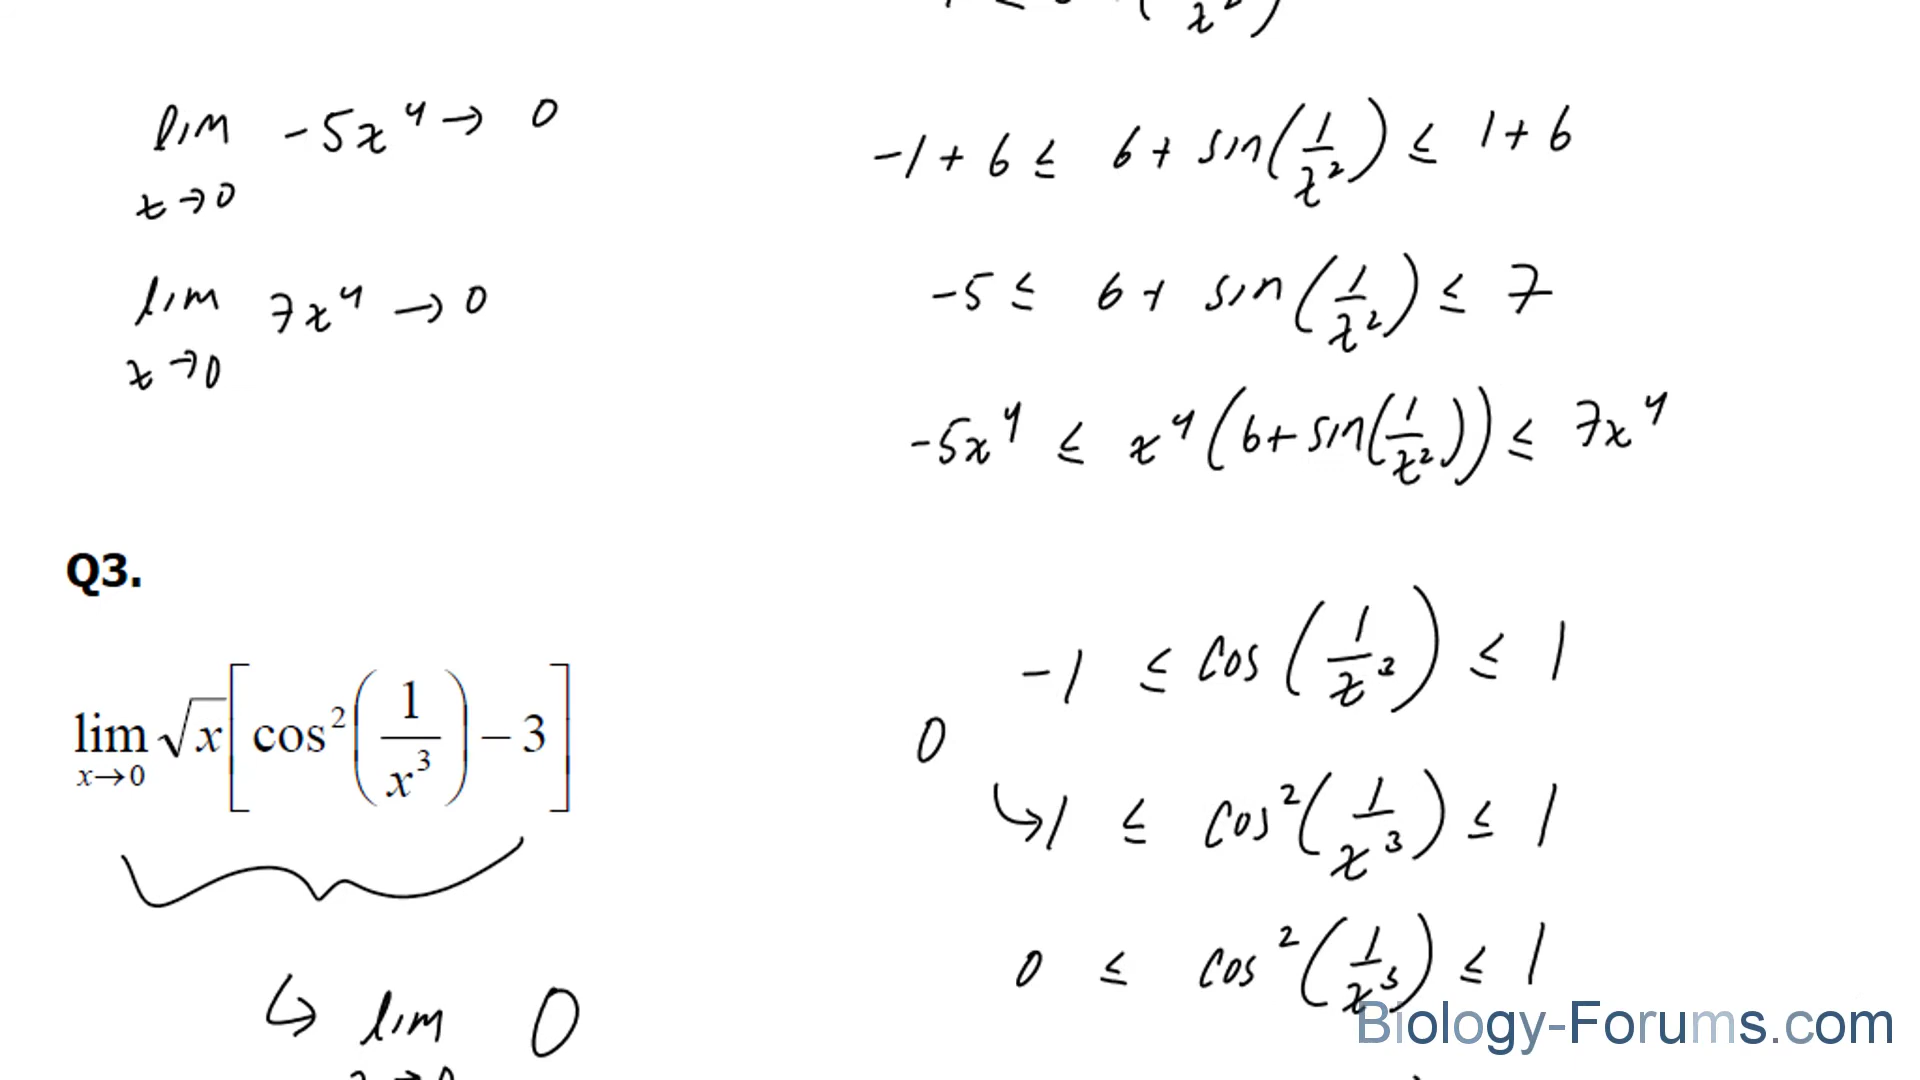 lim -5x⁴ → 0
x→0
-1+6 ≤ 6+ sin(1/x²) ≤ 1+6
lim 7x⁴ → 0
x→0
-5 ≤ 6+ sin(1/x²) ≤ 7
-5x⁴ ≤ x⁴(6+sin(1/x²)) ≤ 7x⁴
Q3.
lim x→0 √x[cos²(1/x³) − 3]
-1 ≤ cos(1/x³) ≤ 1
0
↳1 ≤ cos²(1/x³) ≤ 1
0 ≤ cos²(1/x³) ≤ 1
↳ lim 0
Biology-Forums.com